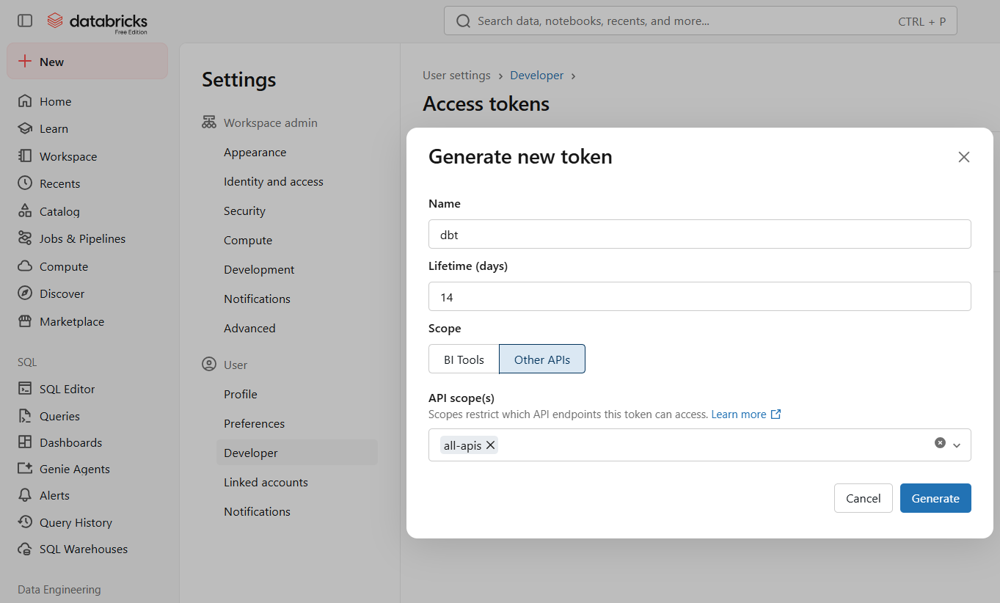 databricks
Free Edition
Search data, notebooks, recents, and more...
CTRL + P
New
Home
Learn
Workspace
Recents
Catalog
Jobs & Pipelines
Compute
Discover
Marketplace
SQL
SQL Editor
Queries
Dashboards
Genie Agents
Alerts
Query History
SQL Warehouses
Data Engineering
Settings
Workspace admin
Appearance
Identity and access
Security
Compute
Development
Notifications
Advanced
User
Profile
Preferences
Developer
Linked accounts
Notifications
User settings › Developer ›
Access tokens
Generate new token
Name
dbt
Lifetime (days)
14
Scope
BI Tools
Other APIs
API scope(s)
Scopes restrict which API endpoints this token can access. Learn more
all-apis
Cancel
Generate